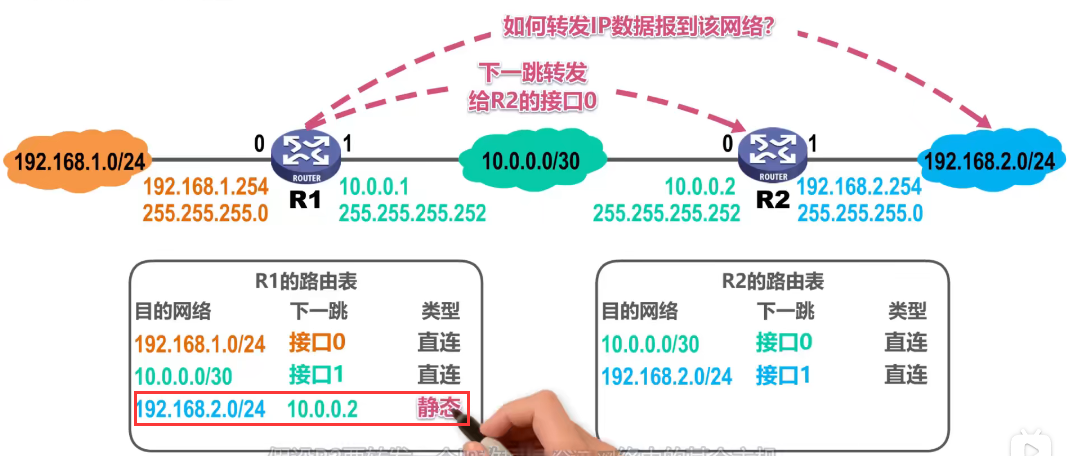 如何转发IP数据报到该网络?
下一跳转发
给R2的接口0
192.168.1.0/24
0
1
ROUTER
R1
192.168.1.254
255.255.255.0
10.0.0.1
255.255.255.252
10.0.0.0/30
0
1
ROUTER
R2
10.0.0.2
255.255.255.252
192.168.2.254
255.255.255.0
192.168.2.0/24
R1的路由表
目的网络 下一跳 类型
192.168.1.0/24 接口0 直连
10.0.0.0/30 接口1 直连
192.168.2.0/24 10.0.0.2 静态
R2的路由表
目的网络 下一跳 类型
10.0.0.0/30 接口0 直连
192.168.2.0/24 接口1 直连